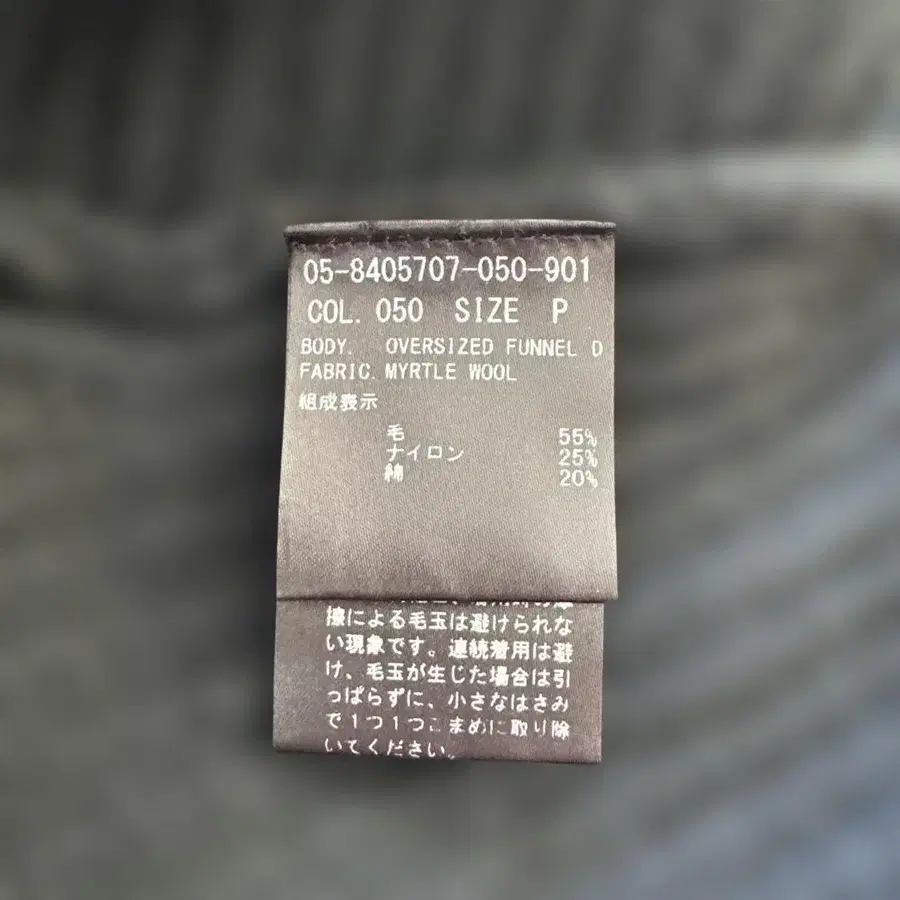 05-8405707-050-901
COL. 050 SIZE P
BODY. OVERSIZED FUNNEL D
FABRIC. MYRTLE WOOL
組成表示
毛 55%
ナイロン 25%
綿 20%
擦による毛玉は避けられな
い現象です。連続着用は避
け、毛玉が生じた場合は引
っぱらずに、小さなはさみ
で1つ1つこまめに取り除
いてください。